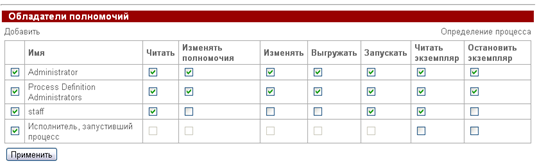 Обладатели полномочий
Добавить Определение процесса
Имя Читать Изменять полномочия Изменять Выгружать Запускать Читать экземпляр Остановить экземпляр
Administrator
Process Definition
Administrators
staff
Исполнитель, запустивший
процесс
Применить